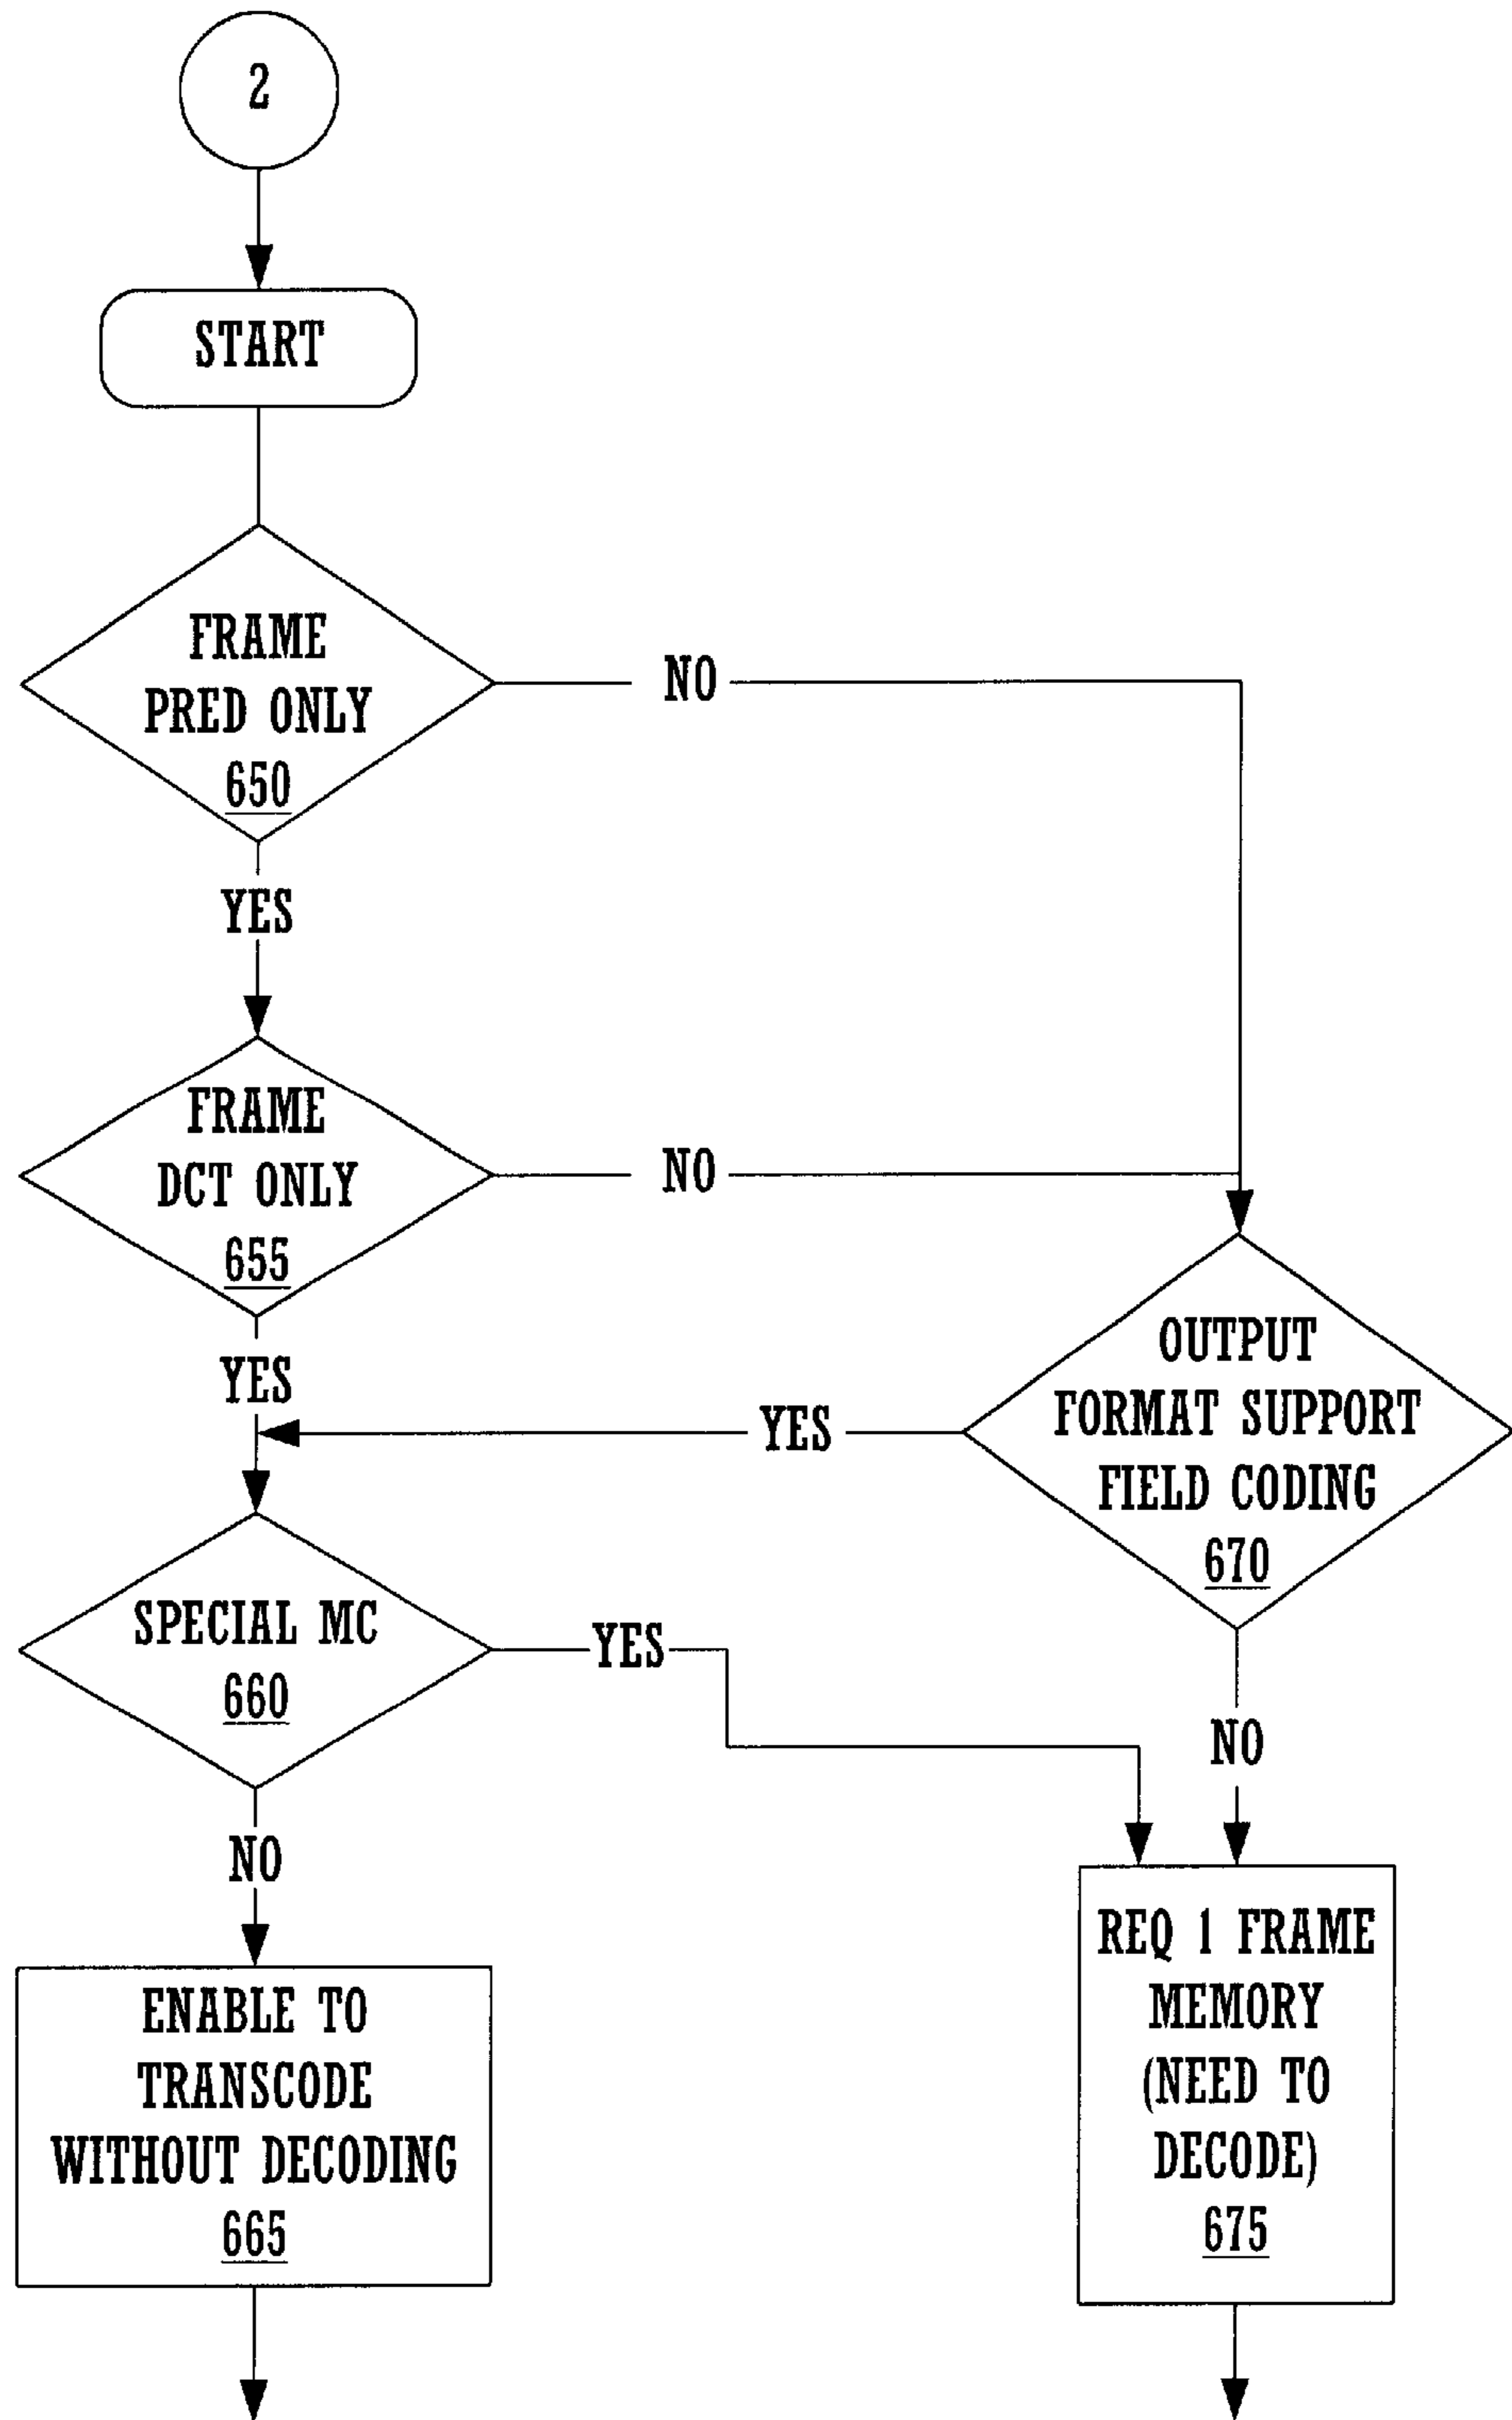 2
START
FRAME
PRED ONLY
650
NO
YES
FRAME
DCT ONLY
655
NO
YES
OUTPUT
FORMAT SUPPORT
FIELD CODING
670
YES
SPECIAL MC
660
YES
NO
NO
ENABLE TO
TRANSCODE
WITHOUT DECODING
665
REQ 1 FRAME
MEMORY
(NEED TO
DECODE)
675